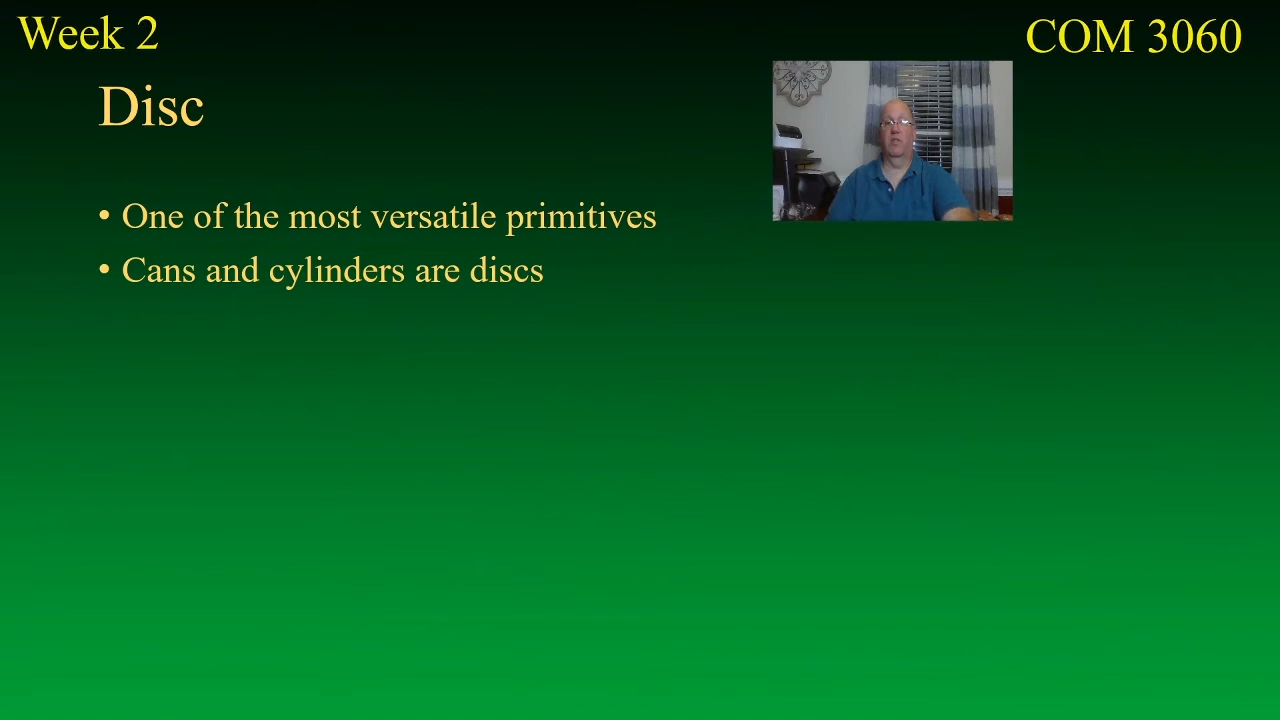 Week 2
COM 3060
Disc
• One of the most versatile primitives
• Cans and cylinders are discs